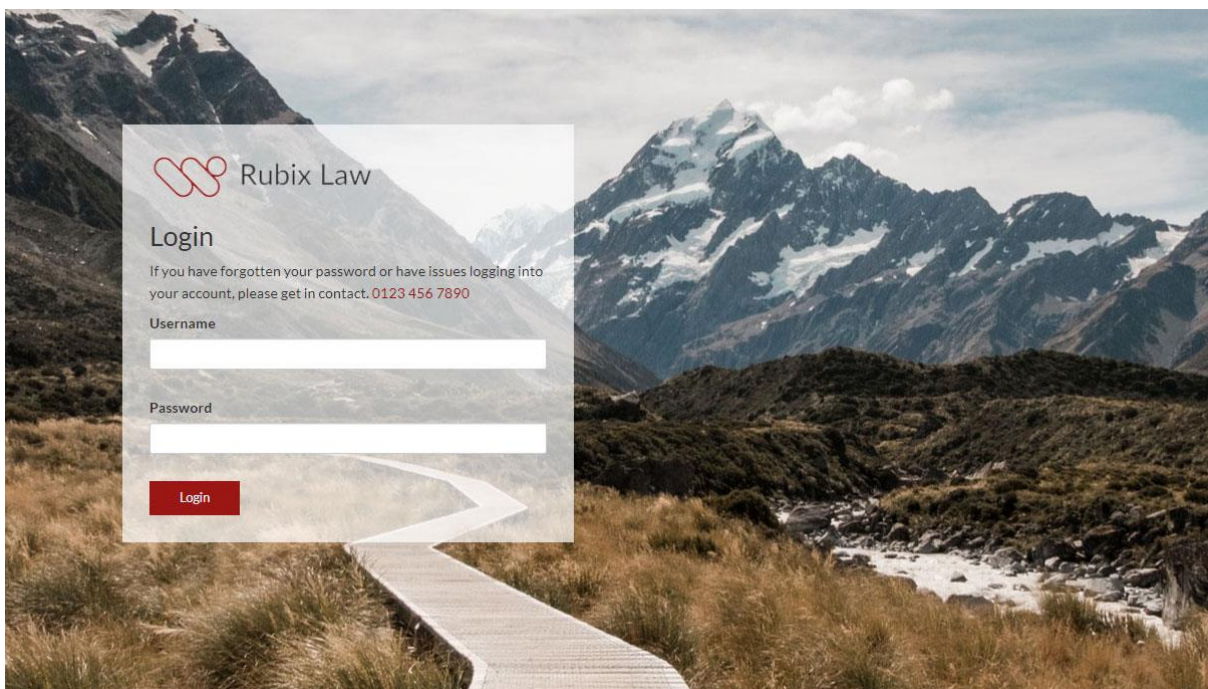 Rubix Law
Login
If you have forgotten your password or have issues logging into
your account, please get in contact. 0123 456 7890
Username
Password
Login